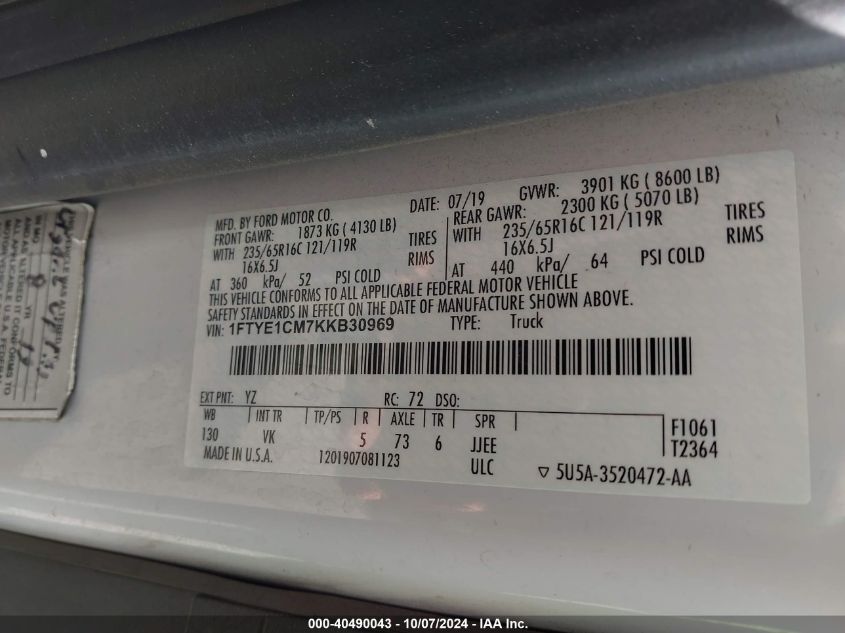 MFD. BY FORD MOTOR CO. DATE: 07/19 GVWR: 3901 KG ( 8600 LB)
FRONT GAWR: 1873 KG ( 4130 LB) REAR GAWR: 2300 KG ( 5070 LB)
WITH 235/65R16C 121/119R TIRES WITH 235/65R16C 121/119R TIRES
16X6.5J RIMS 16X6.5J RIMS
AT 360 kPa/ 52 PSI COLD AT 440 kPa/ 64 PSI COLD
THIS VEHICLE CONFORMS TO ALL APPLICABLE FEDERAL MOTOR VEHICLE
SAFETY STANDARDS IN EFFECT ON THE DATE OF MANUFACTURE SHOWN ABOVE.
VIN: 1FTYE1CM7KKB30969 TYPE: Truck
EXT PNT: YZ RC: 72 DSO:
WB INT TR TP/PS R AXLE TR SPR
130 VK 5 73 6 JJEE
F1061
T2364
MADE IN U.S.A. 1201907081123 ULC 5U5A-3520472-AA
000-40490043 - 10/07/2024 - IAA Inc.